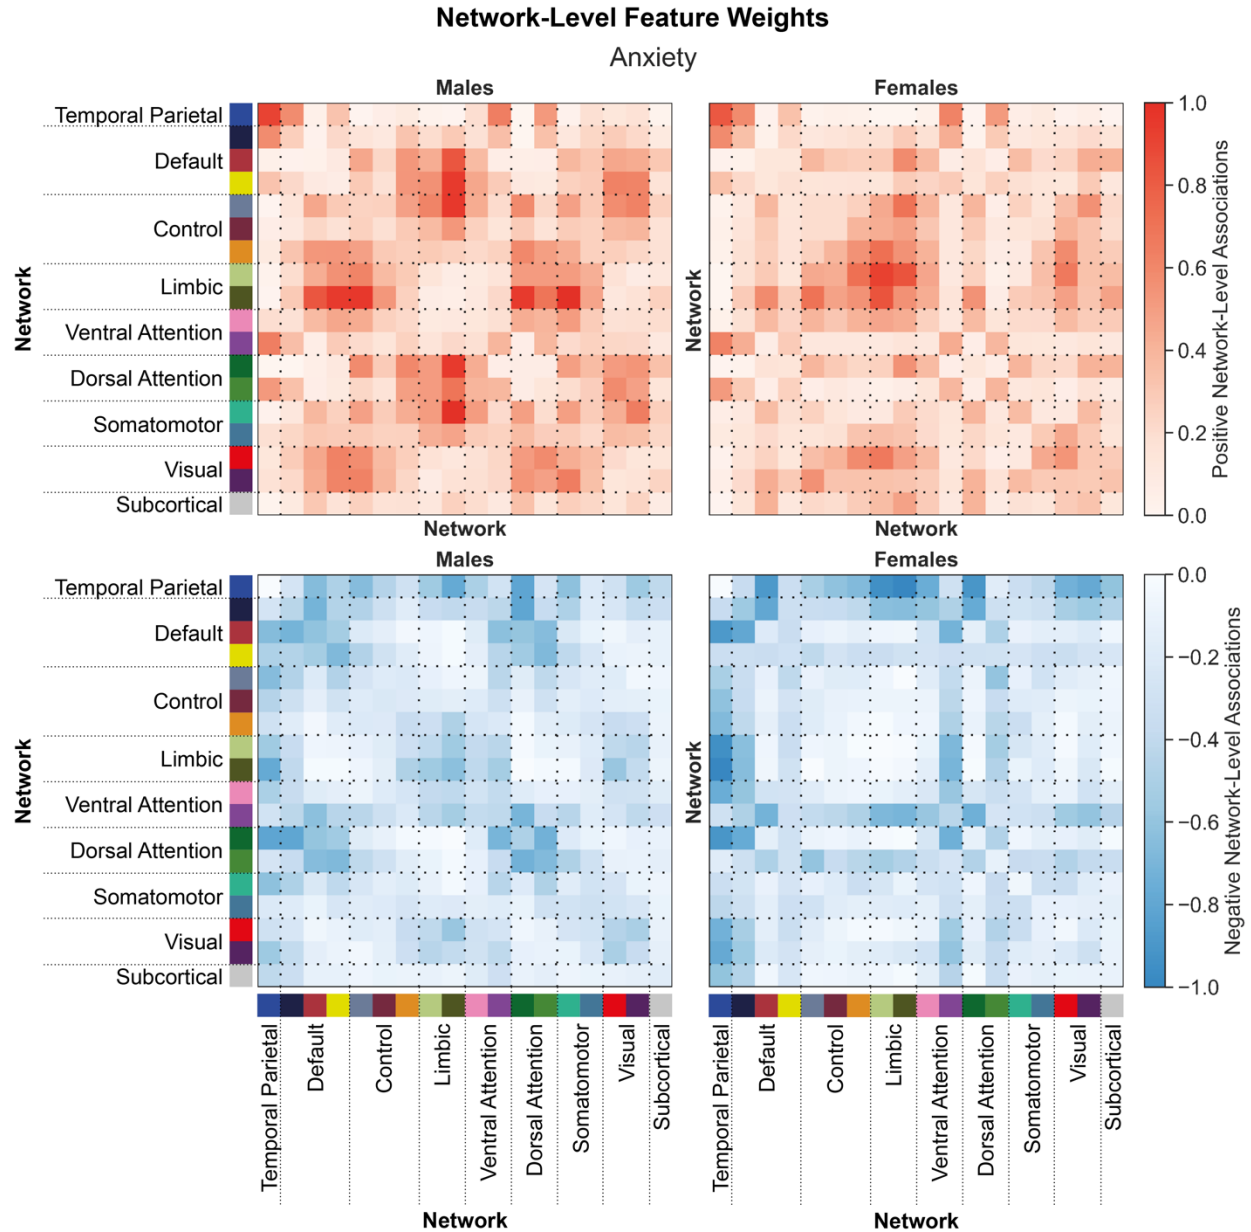 Network-Level Feature Weights
Anxiety
Males
Females
Temporal Parietal
Default
Control
Limbic
Ventral Attention
Dorsal Attention
Somatomotor
Visual
Subcortical
Network
Network
Network
Network
1.0
0.8
0.6
0.4
0.2
0.0
Positive Network-Level Associations
Males
Females
Temporal Parietal
Default
Control
Limbic
Ventral Attention
Dorsal Attention
Somatomotor
Visual
Subcortical
Network
Network
0.0
−0.2
−0.4
−0.6
−0.8
−1.0
Negative Network-Level Associations
Temporal Parietal
Default
Control
Limbic
Ventral Attention
Dorsal Attention
Somatomotor
Visual
Subcortical
Temporal Parietal
Default
Control
Limbic
Ventral Attention
Dorsal Attention
Somatomotor
Visual
Subcortical
Network
Network